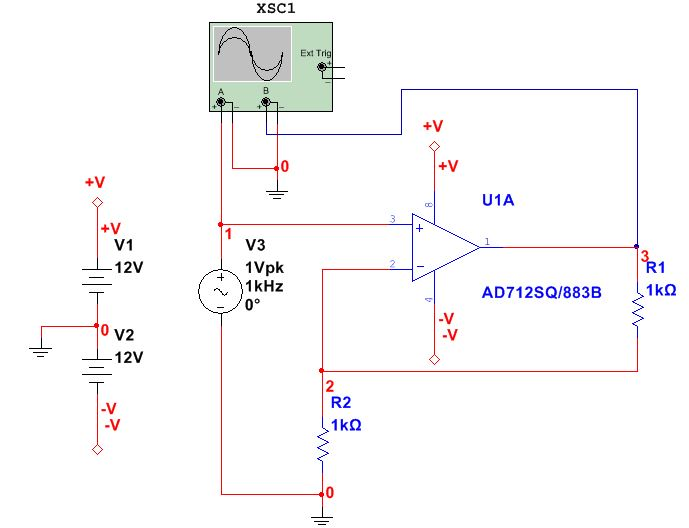 XSC1
Ext Trig
+
_
A
B
+
_
+
_
0
+V
+V
+V
+V
V1
12V
0
V2
12V
-V
-V
1
V3
1Vpk
1kHz
0°
+
–
3
2
8
4
1
+
−
U1A
AD712SQ/883B
-V
-V
3
R1
1kΩ
2
R2
1kΩ
0